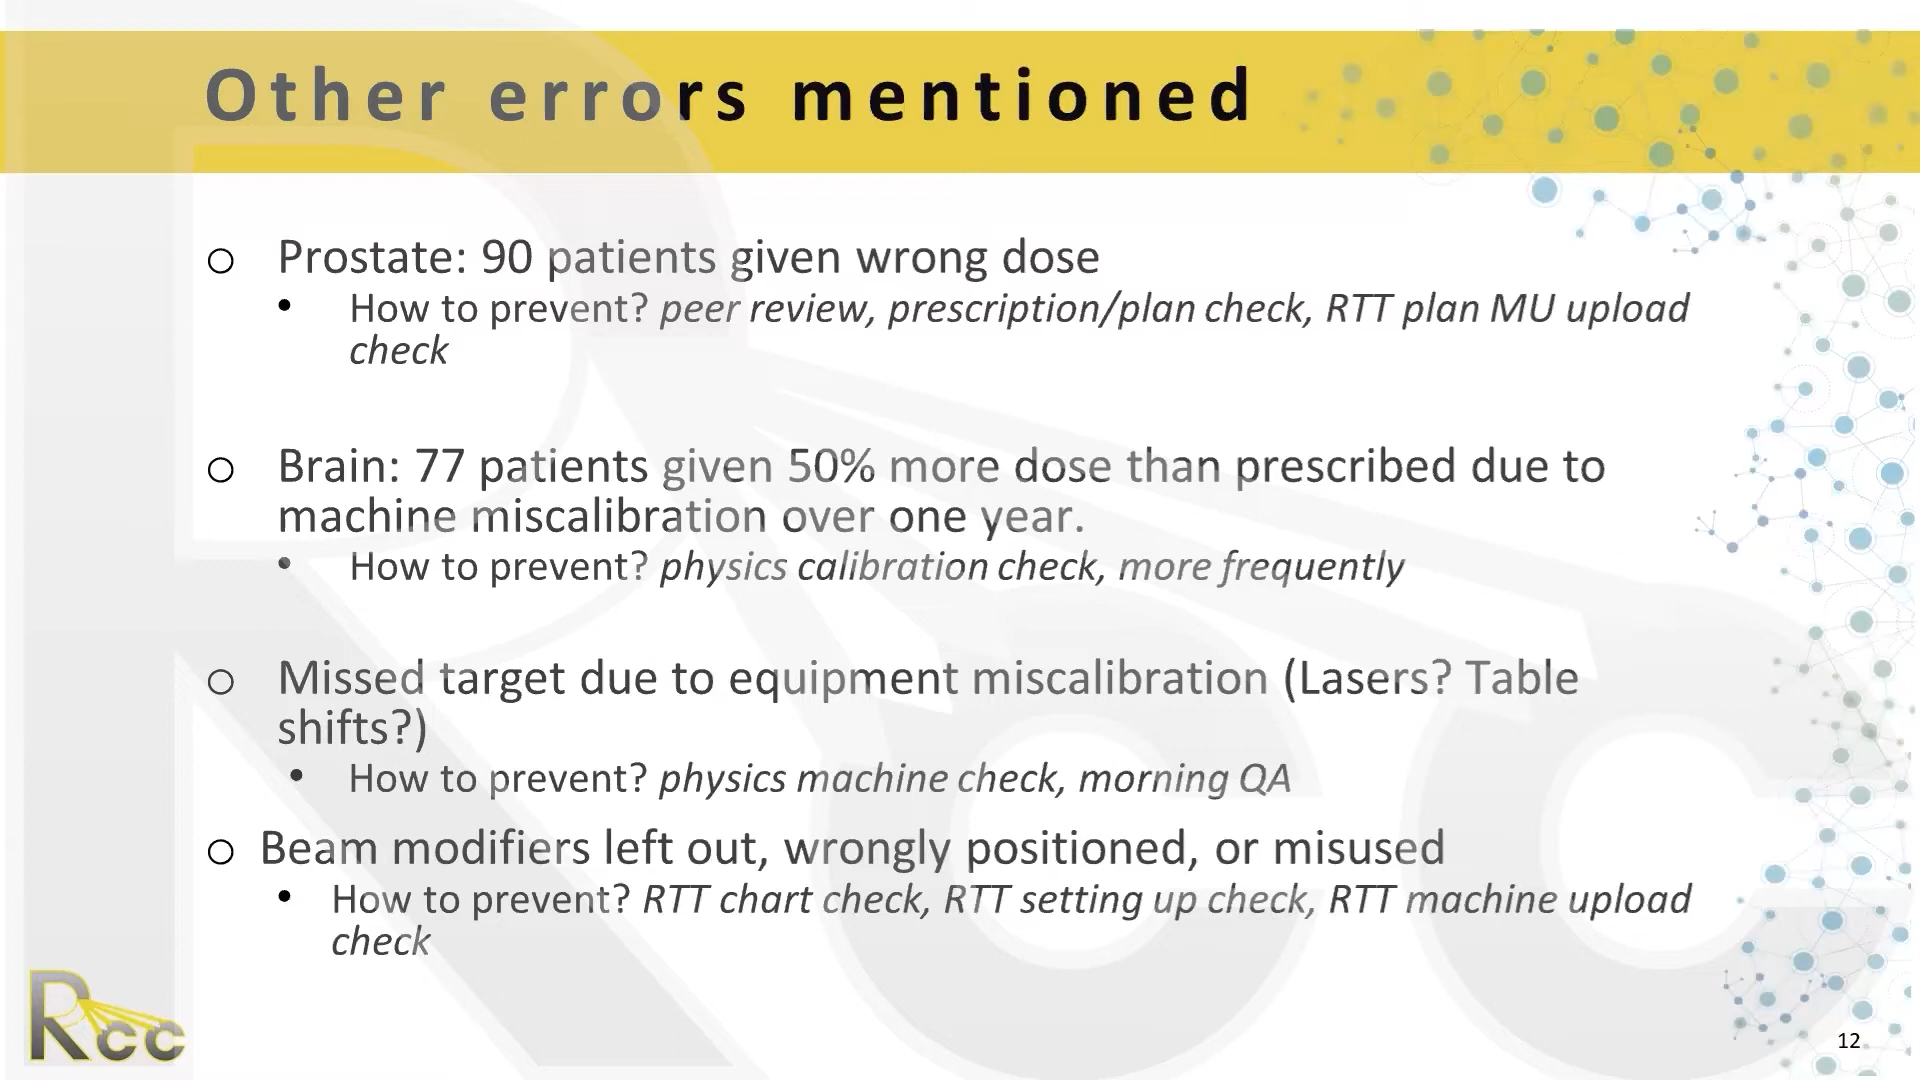 Other errors mentioned
o Prostate: 90 patients given wrong dose
• How to prevent? peer review, prescription/plan check, RTT plan MU upload
check
o Brain: 77 patients given 50% more dose than prescribed due to
machine miscalibration over one year.
• How to prevent? physics calibration check, more frequently
o Missed target due to equipment miscalibration (Lasers? Table
shifts?)
• How to prevent? physics machine check, morning QA
o Beam modifiers left out, wrongly positioned, or misused
• How to prevent? RTT chart check, RTT setting up check, RTT machine upload
check
Rcc
12